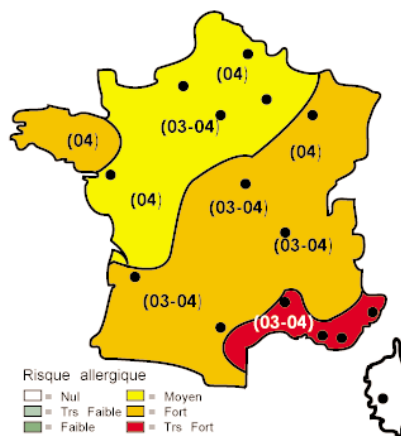 (04)
(03-04)
(04)
(04)
(03-04)
(04)
(03-04)
(03-04)
(03-04)
Risque allergique
= Nul = Moyen
= Trs Faible = Fort
= Faible = Trs Fort